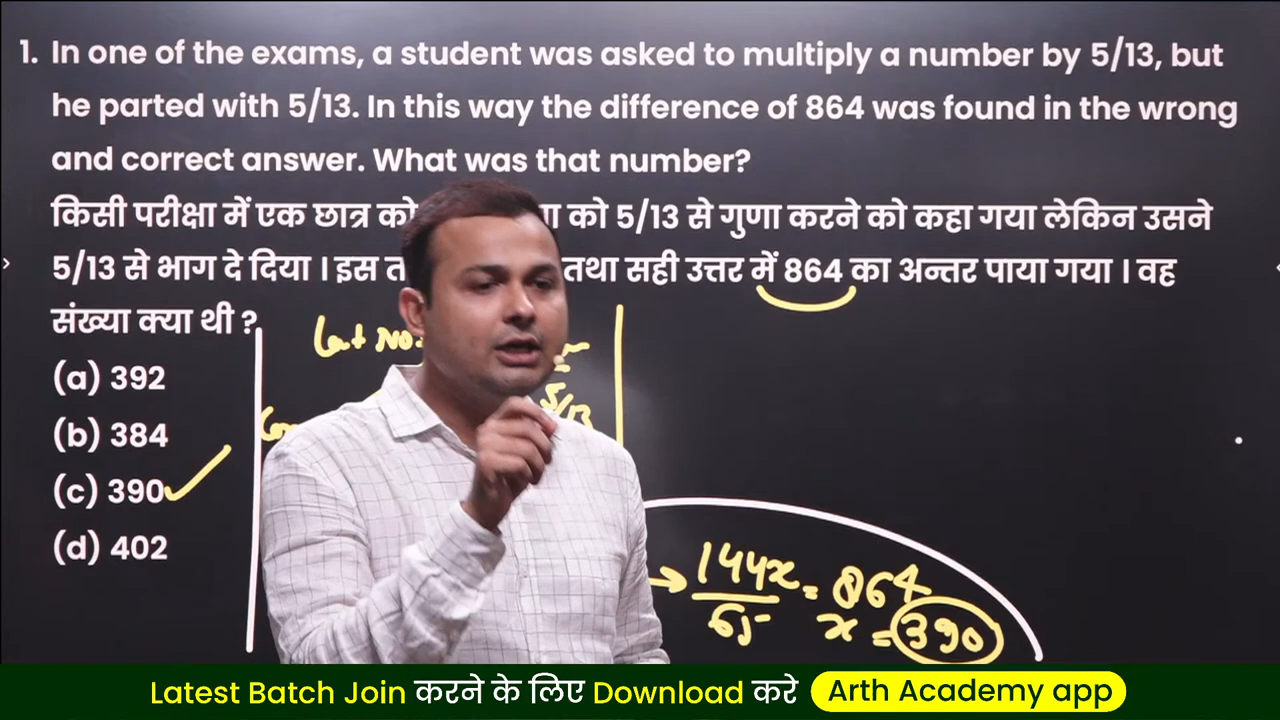 1. In one of the exams, a student was asked to multiply a number by 5/13, but
he parted with 5/13. In this way the difference of 864 was found in the wrong
and correct answer. What was that number?
किसी परीक्षा में एक छात्र को को 5/13 से गुणा करने को कहा गया लेकिन उसने
5/13 से भाग दे दिया । इस तथा सही उत्तर में 864 का अन्तर पाया गया । वह
संख्या क्या थी ?
Let No.
(a) 392
5/13
(b) 384
(c) 390
(d) 402
144x/65 = 864
x = 390
Latest Batch Join करने के लिए Download करे Arth Academy app